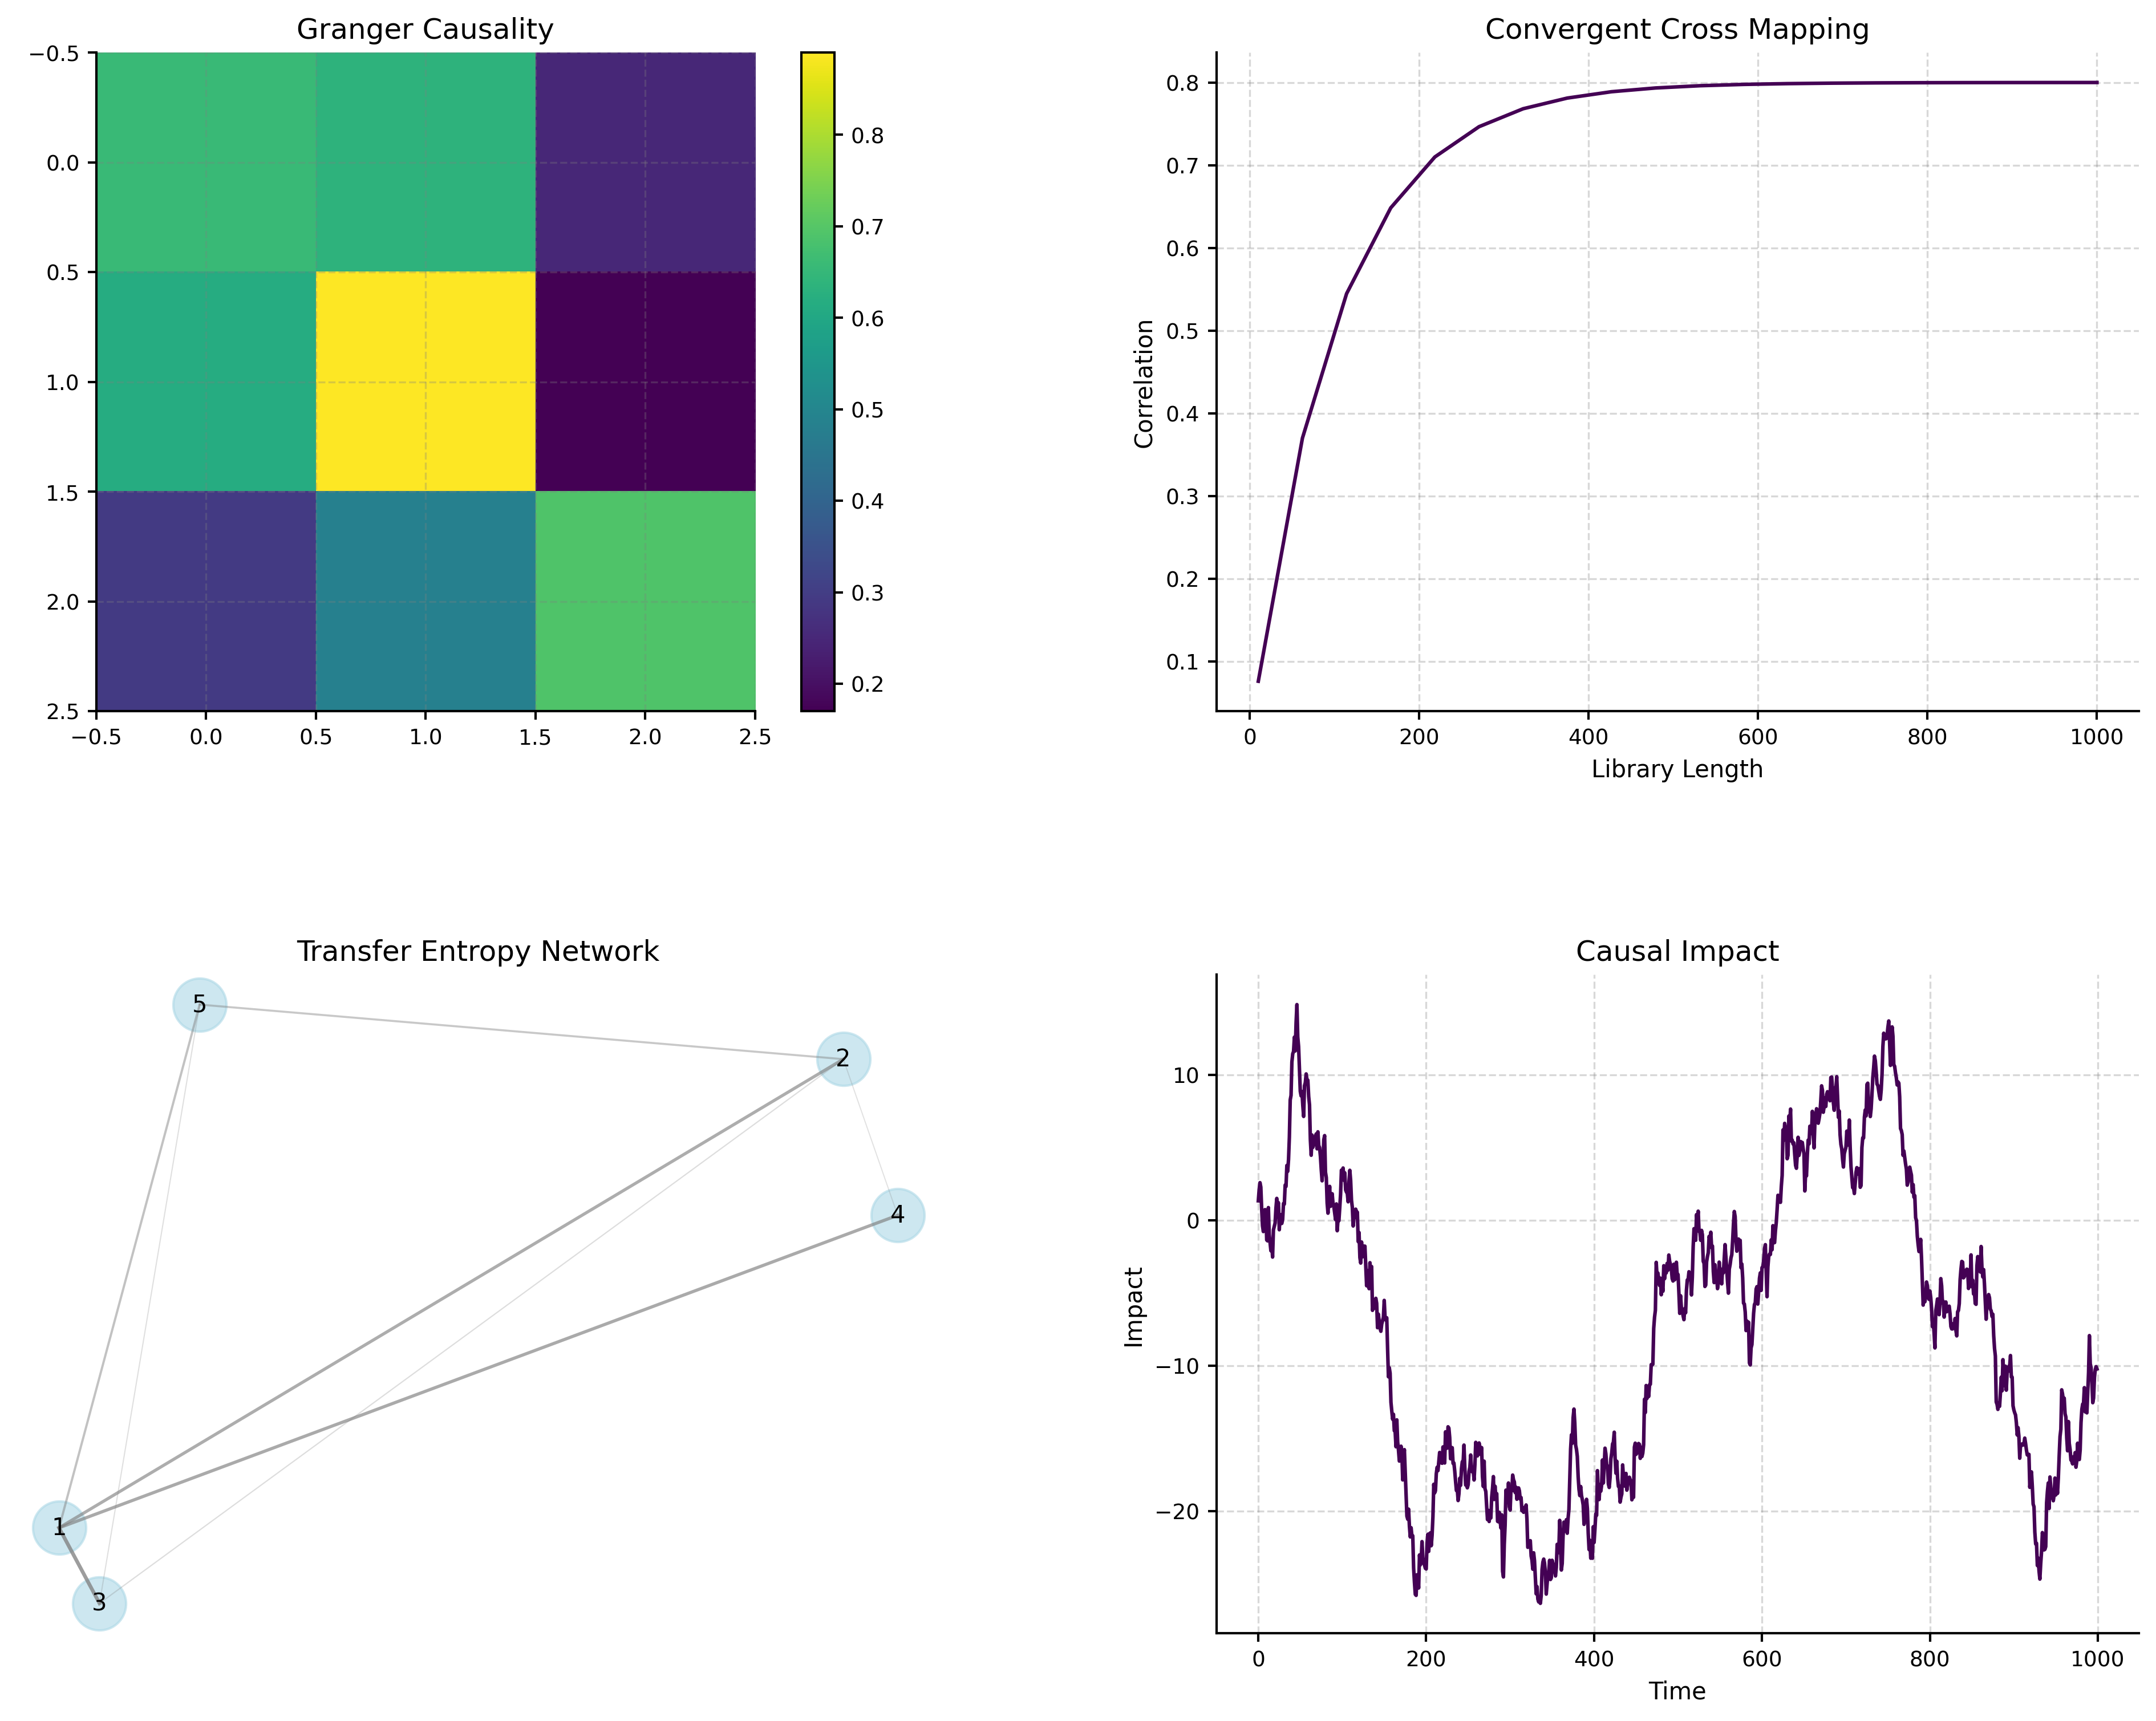 Granger Causality
−0.5
0.0
0.5
1.0
1.5
2.0
2.5
−0.5 0.0 0.5 1.0 1.5 2.0 2.5
0.8
0.7
0.6
0.5
0.4
0.3
0.2
Convergent Cross Mapping
Correlation
0.8
0.7
0.6
0.5
0.4
0.3
0.2
0.1
0 200 400 600 800 1000
Library Length
Transfer Entropy Network
5
2
4
1
3
Causal Impact
Impact
10
0
−10
−20
0 200 400 600 800 1000
Time